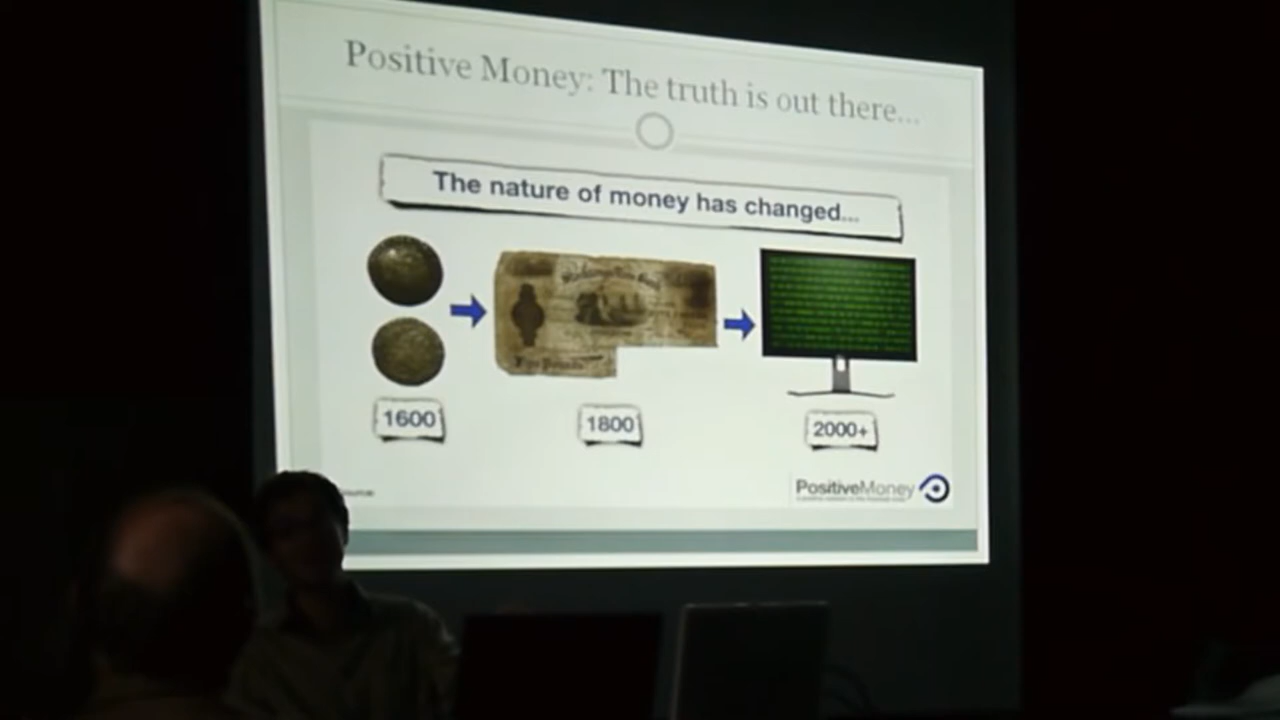 Positive Money: The truth is out there...
The nature of money has changed...
1600
1800
2000+
PositiveMoney